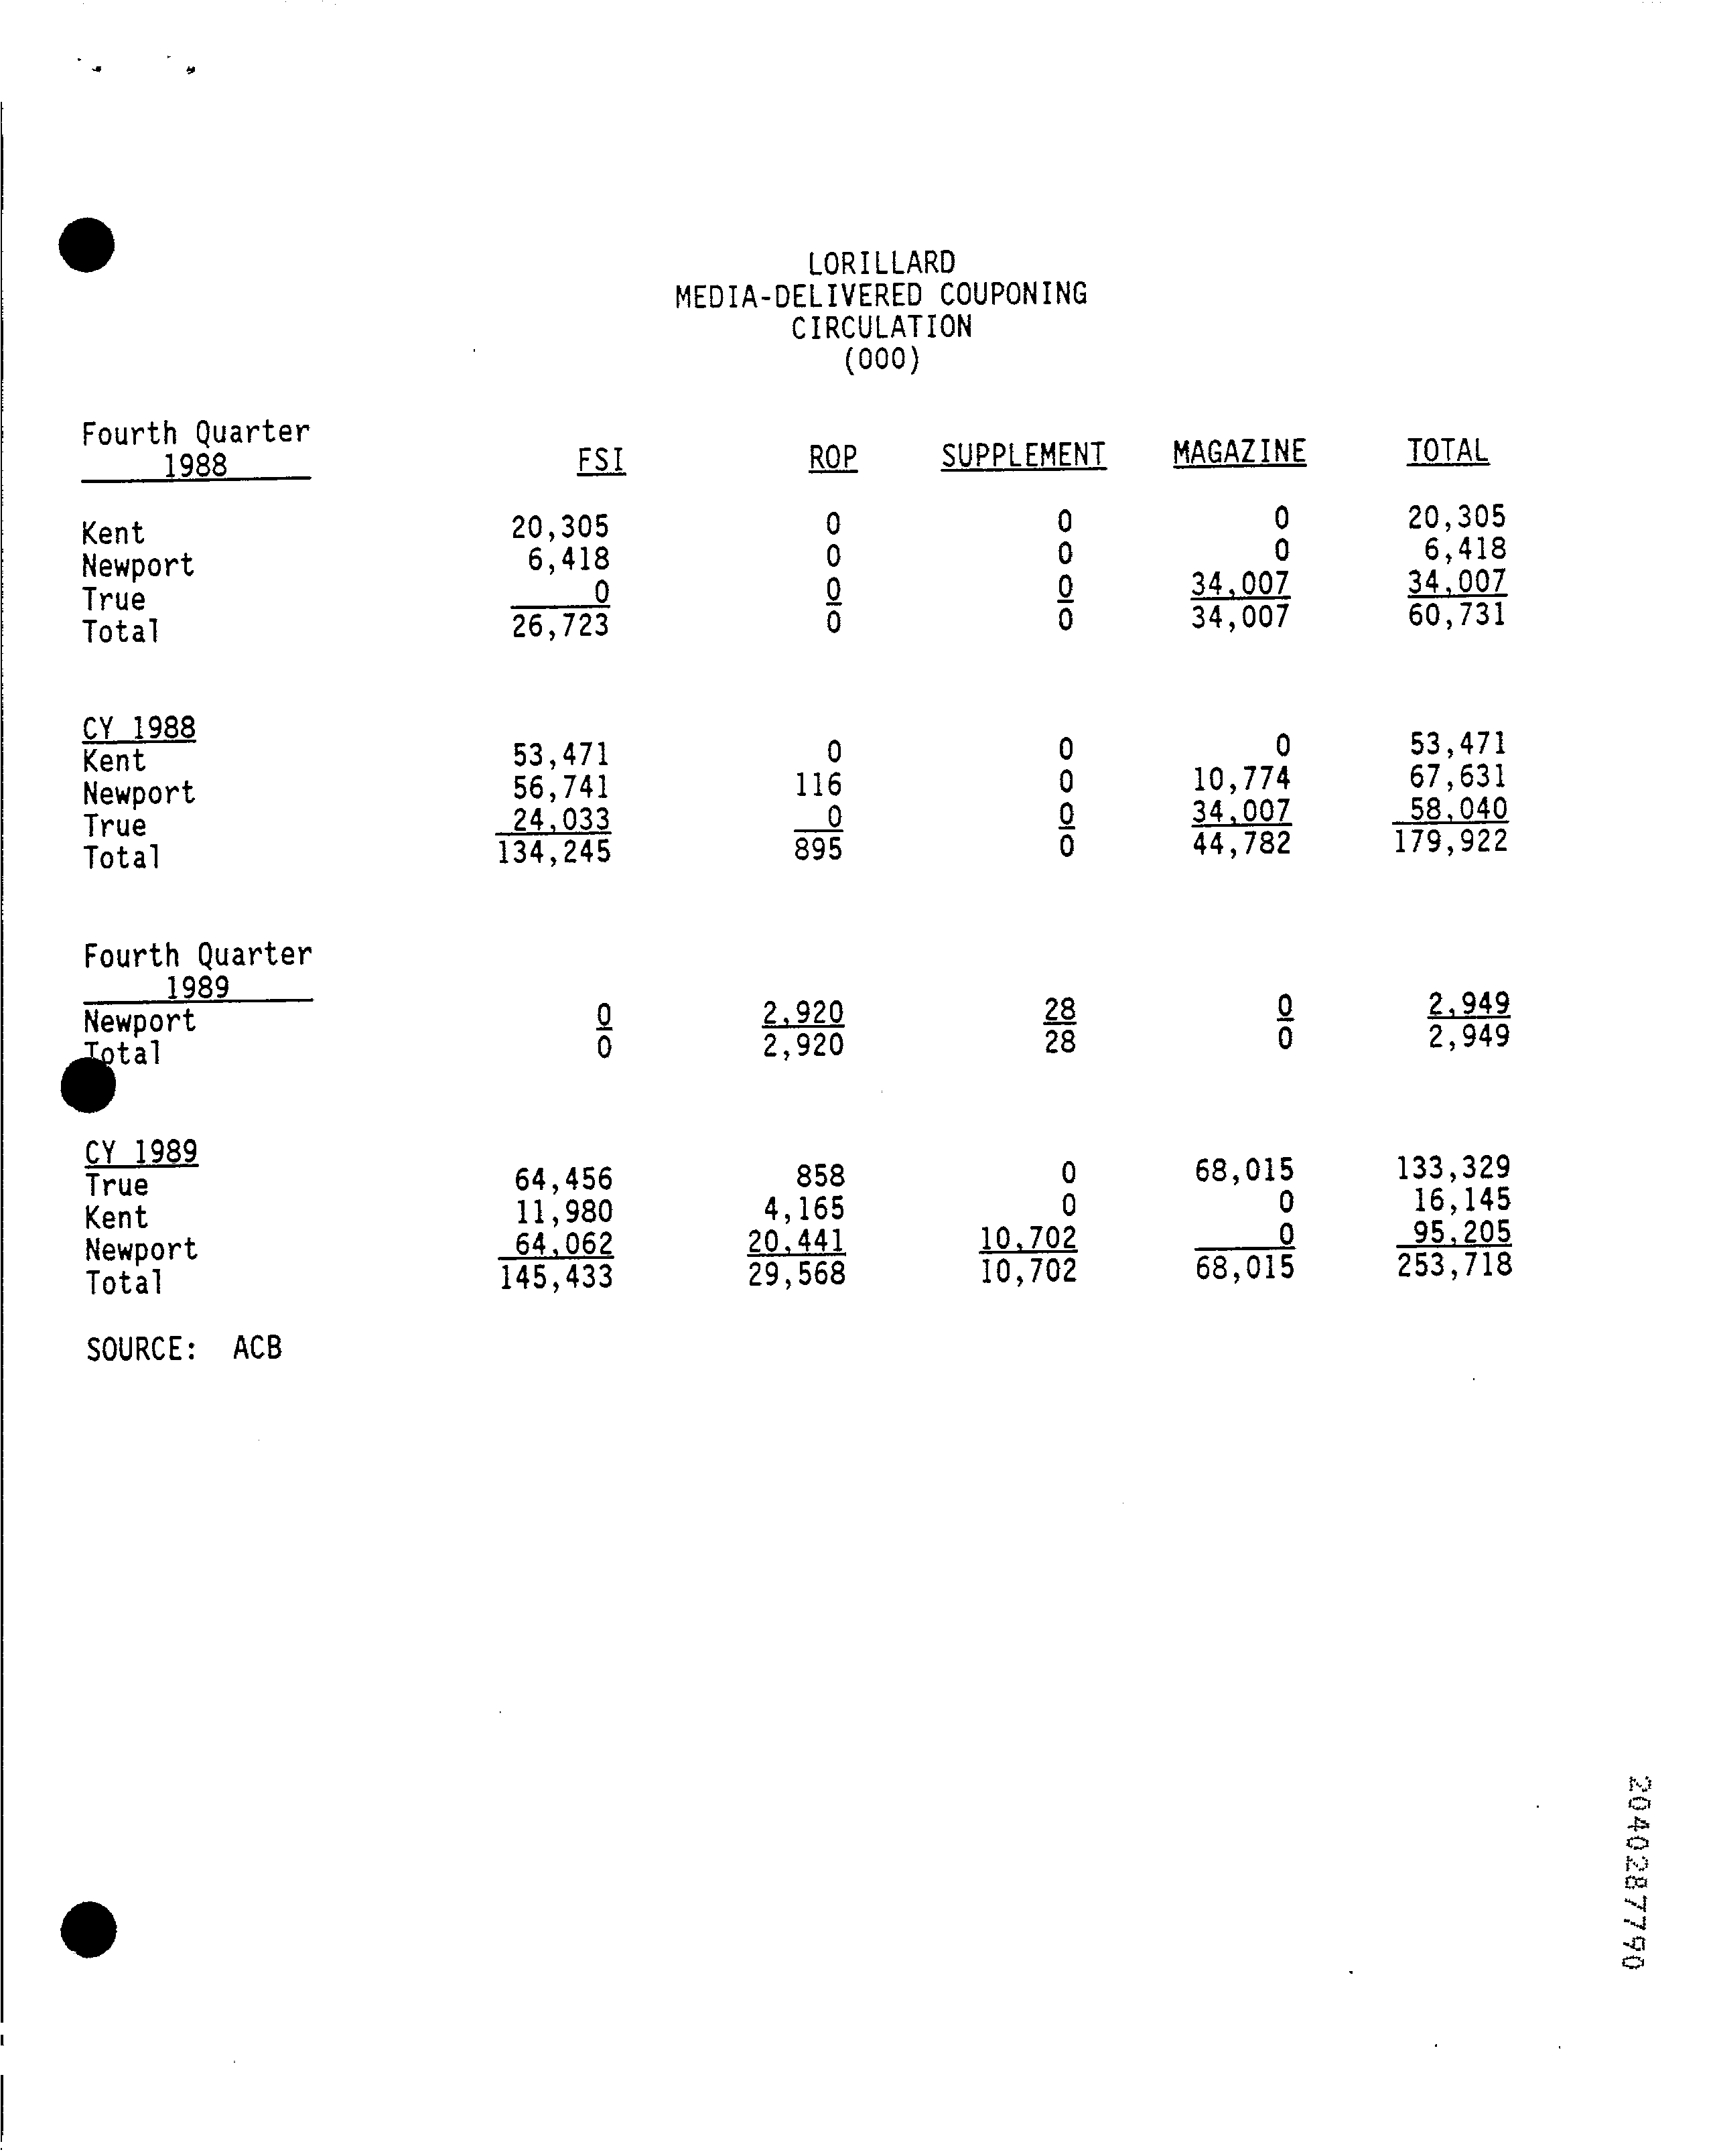 LORILLARD
MEDIA-DELIVERED COUPONING
CIRCULATION
(000)
Fourth Quarter
1988 FSI ROP SUPPLEMENT MAGAZINE TOTAL
Kent 20,305 0 0 0 20,305
Newport 6,418 0 0 0 6,418
True 0 0 0 34,007 34,007
Total 26,723 0 0 34,007 60,731
CY 1988
Kent 53,471 0 0 0 53,471
Newport 56,741 116 0 10,774 67,631
True 24,033 0 0 34,007 58,040
Total 134,245 895 0 44,782 179,922
Fourth Quarter
1989
Newport 0 2,920 28 0 2,949
Total 0 2,920 28 0 2,949
CY 1989
True 64,456 858 0 68,015 133,329
Kent 11,980 4,165 0 0 16,145
Newport 64,062 20,441 10,702 0 95,205
Total 145,433 29,568 10,702 68,015 253,718
SOURCE: ACB
2040287790